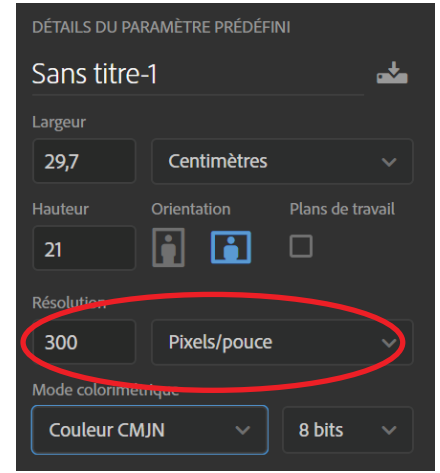 DÉTAILS DU PARAMÈTRE PRÉDÉFINI
Sans titre-1
Largeur
29,7 Centimètres
Hauteur Orientation Plans de travail
21
Résolution
300 Pixels/pouce
Mode colorimétrique
Couleur CMJN 8 bits